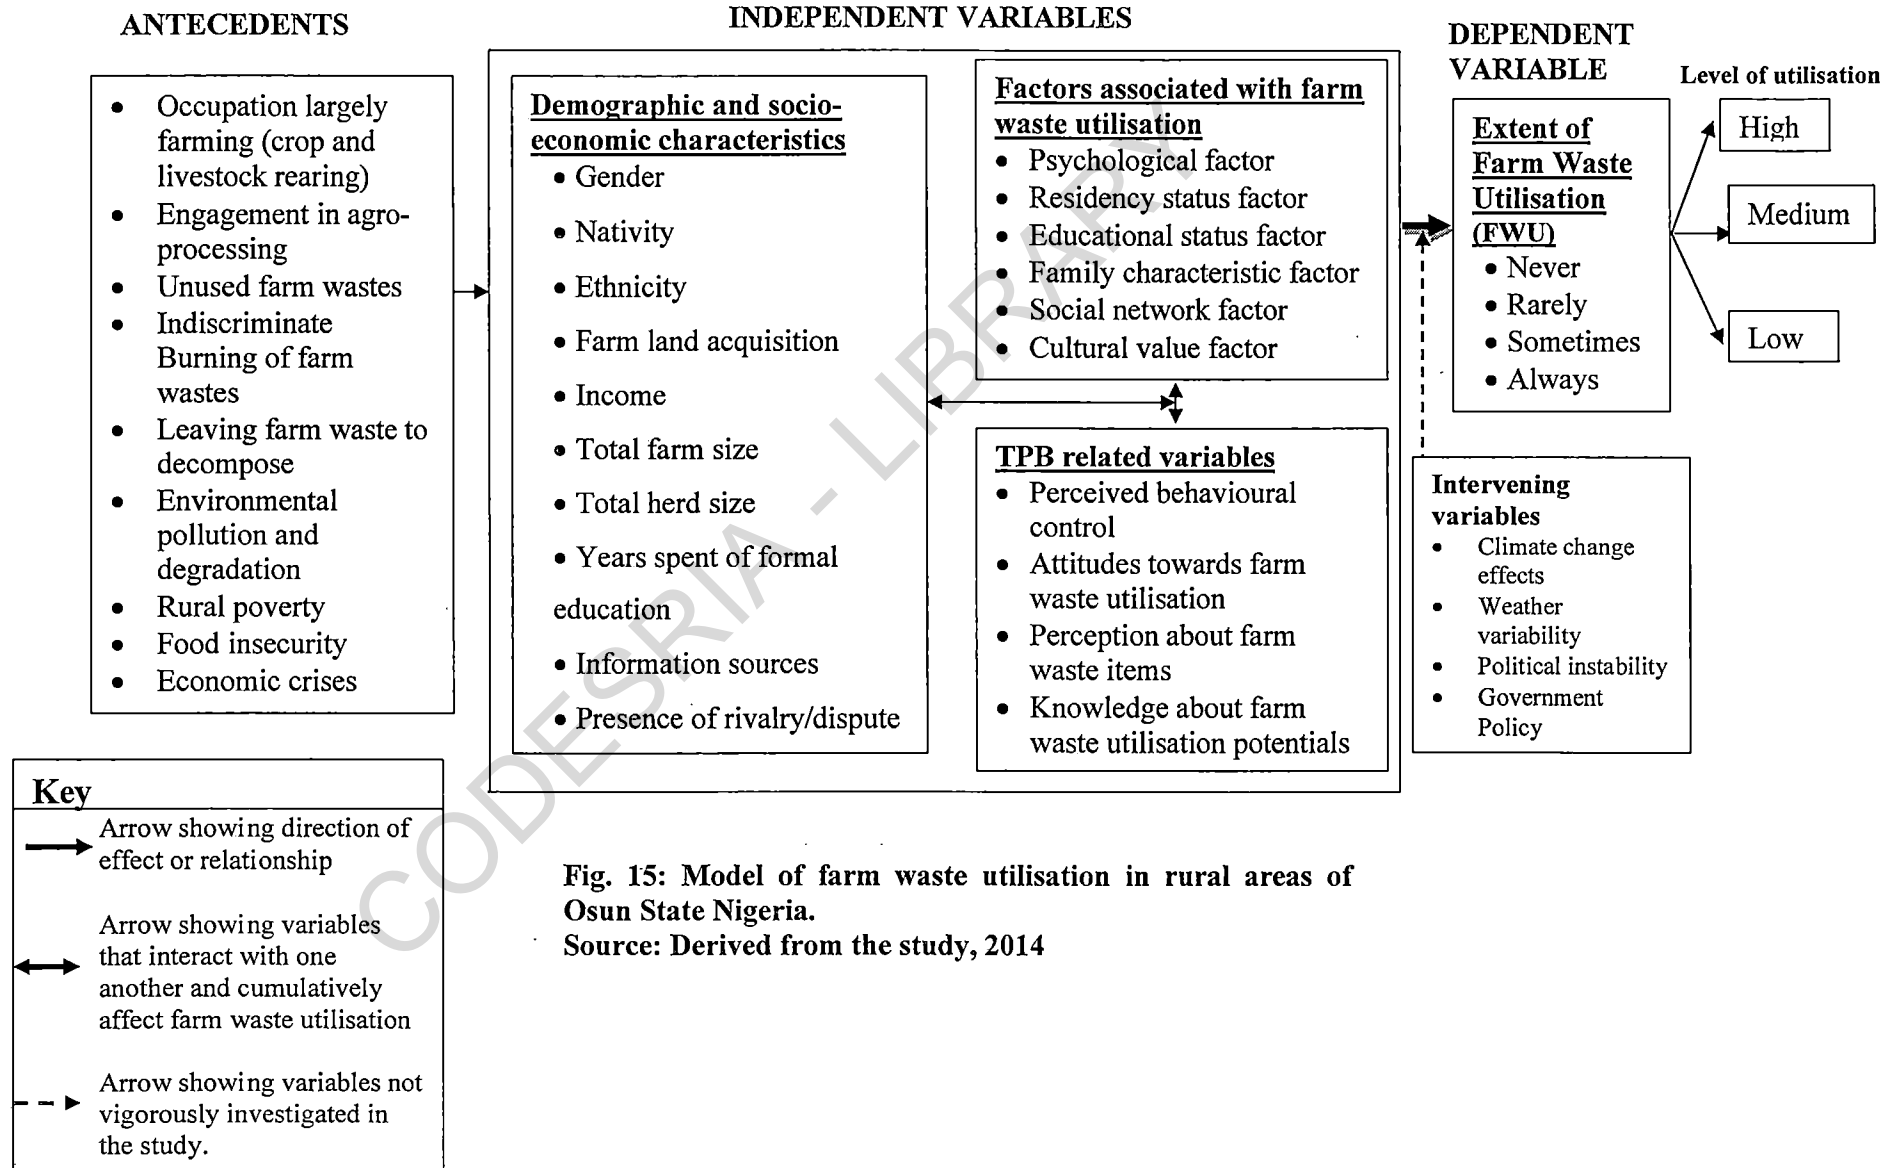 ANTECEDENTS
• Occupation largely
farming (crop and
livestock rearing)
• Engagement in agro-
processing
• Unused farm wastes
• Indiscriminate
Burning of farm
wastes
• Leaving farm waste to
decompose
• Environmental
pollution and
degradation
• Rural poverty
• Food insecurity
• Economic crises
INDEPENDENT VARIABLES
Demographic and socio-
economic characteristics
• Gender
• Nativity
• Ethnicity
• Farm land acquisition
• Income
• Total farm size
• Total herd size
• Years spent of formal
education
• Information sources
• Presence of rivalry/dispute
Factors associated with farm
waste utilisation
• Psychological factor
• Residency status factor
• Educational status factor
• Family characteristic factor
• Social network factor
• Cultural value factor
TPB related variables
• Perceived behavioural
control
• Attitudes towards farm
waste utilisation
• Perception about farm
waste items
• Knowledge about farm
waste utilisation potentials
DEPENDENT
VARIABLE
Extent of
Farm Waste
Utilisation
(FWU)
• Never
• Rarely
• Sometimes
• Always
Level of utilisation
High
Medium
Low
Intervening
variables
• Climate change
effects
• Weather
variability
• Political instability
• Government
Policy
Key
Arrow showing direction of
effect or relationship
Arrow showing variables
that interact with one
another and cumulatively
affect farm waste utilisation
Arrow showing variables not
vigorously investigated in
the study.
Fig. 15: Model of farm waste utilisation in rural areas of
Osun State Nigeria.
Source: Derived from the study, 2014
CODESRIA - LIBRARY